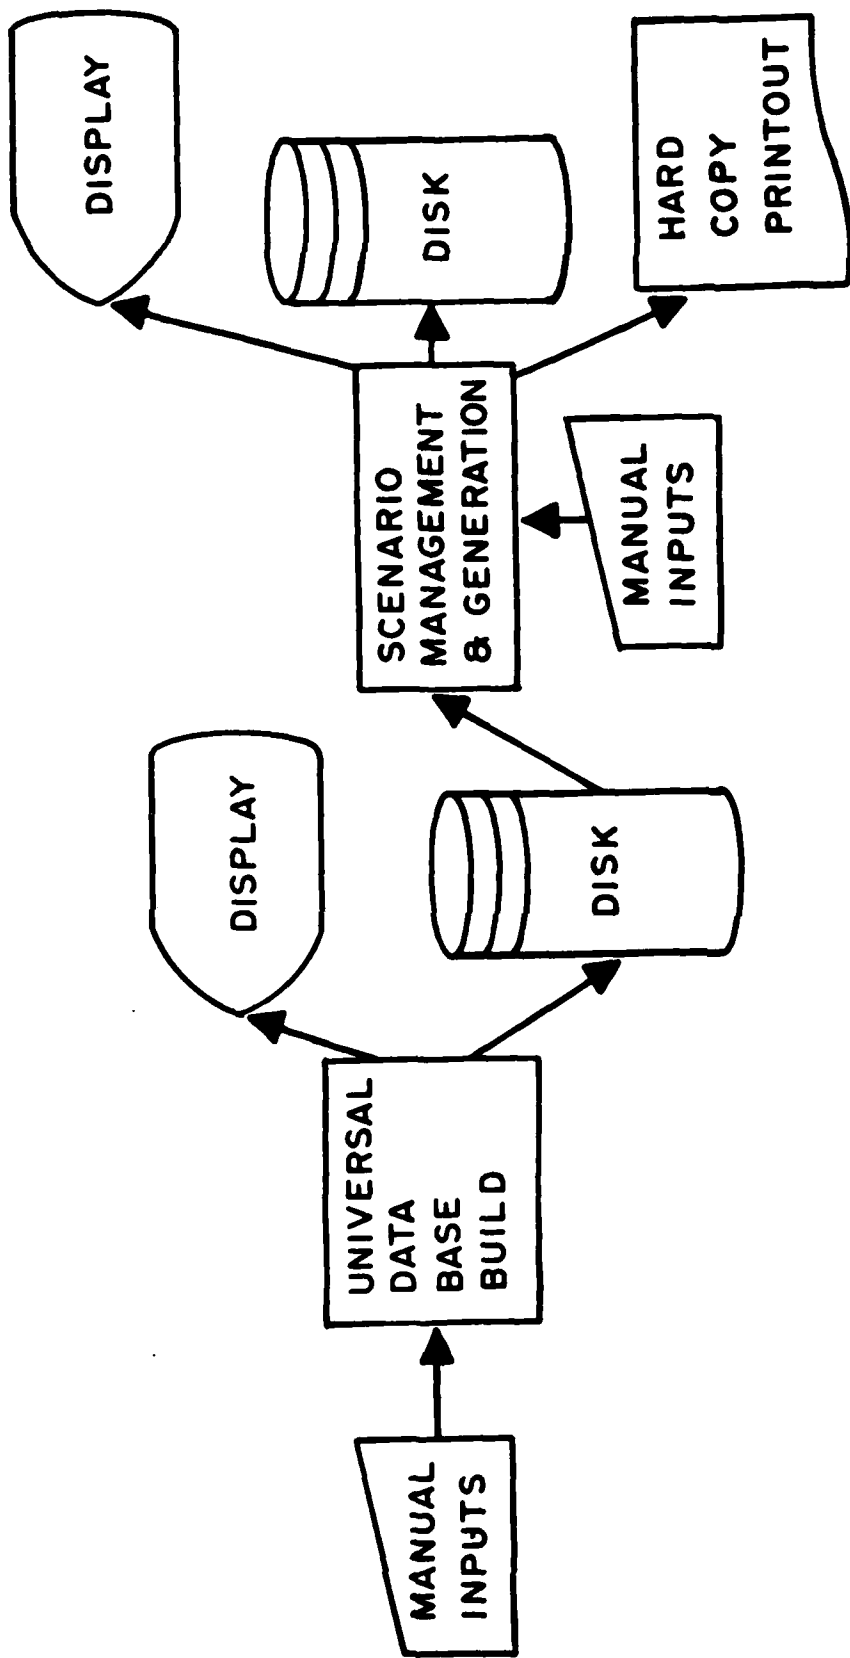 MANUAL
INPUTS
UNIVERSAL
DATA
BASE
BUILD
DISPLAY
DISK
SCENARIO
MANAGEMENT
& GENERATION
MANUAL
INPUTS
DISPLAY
DISK
HARD
COPY
PRINTOUT